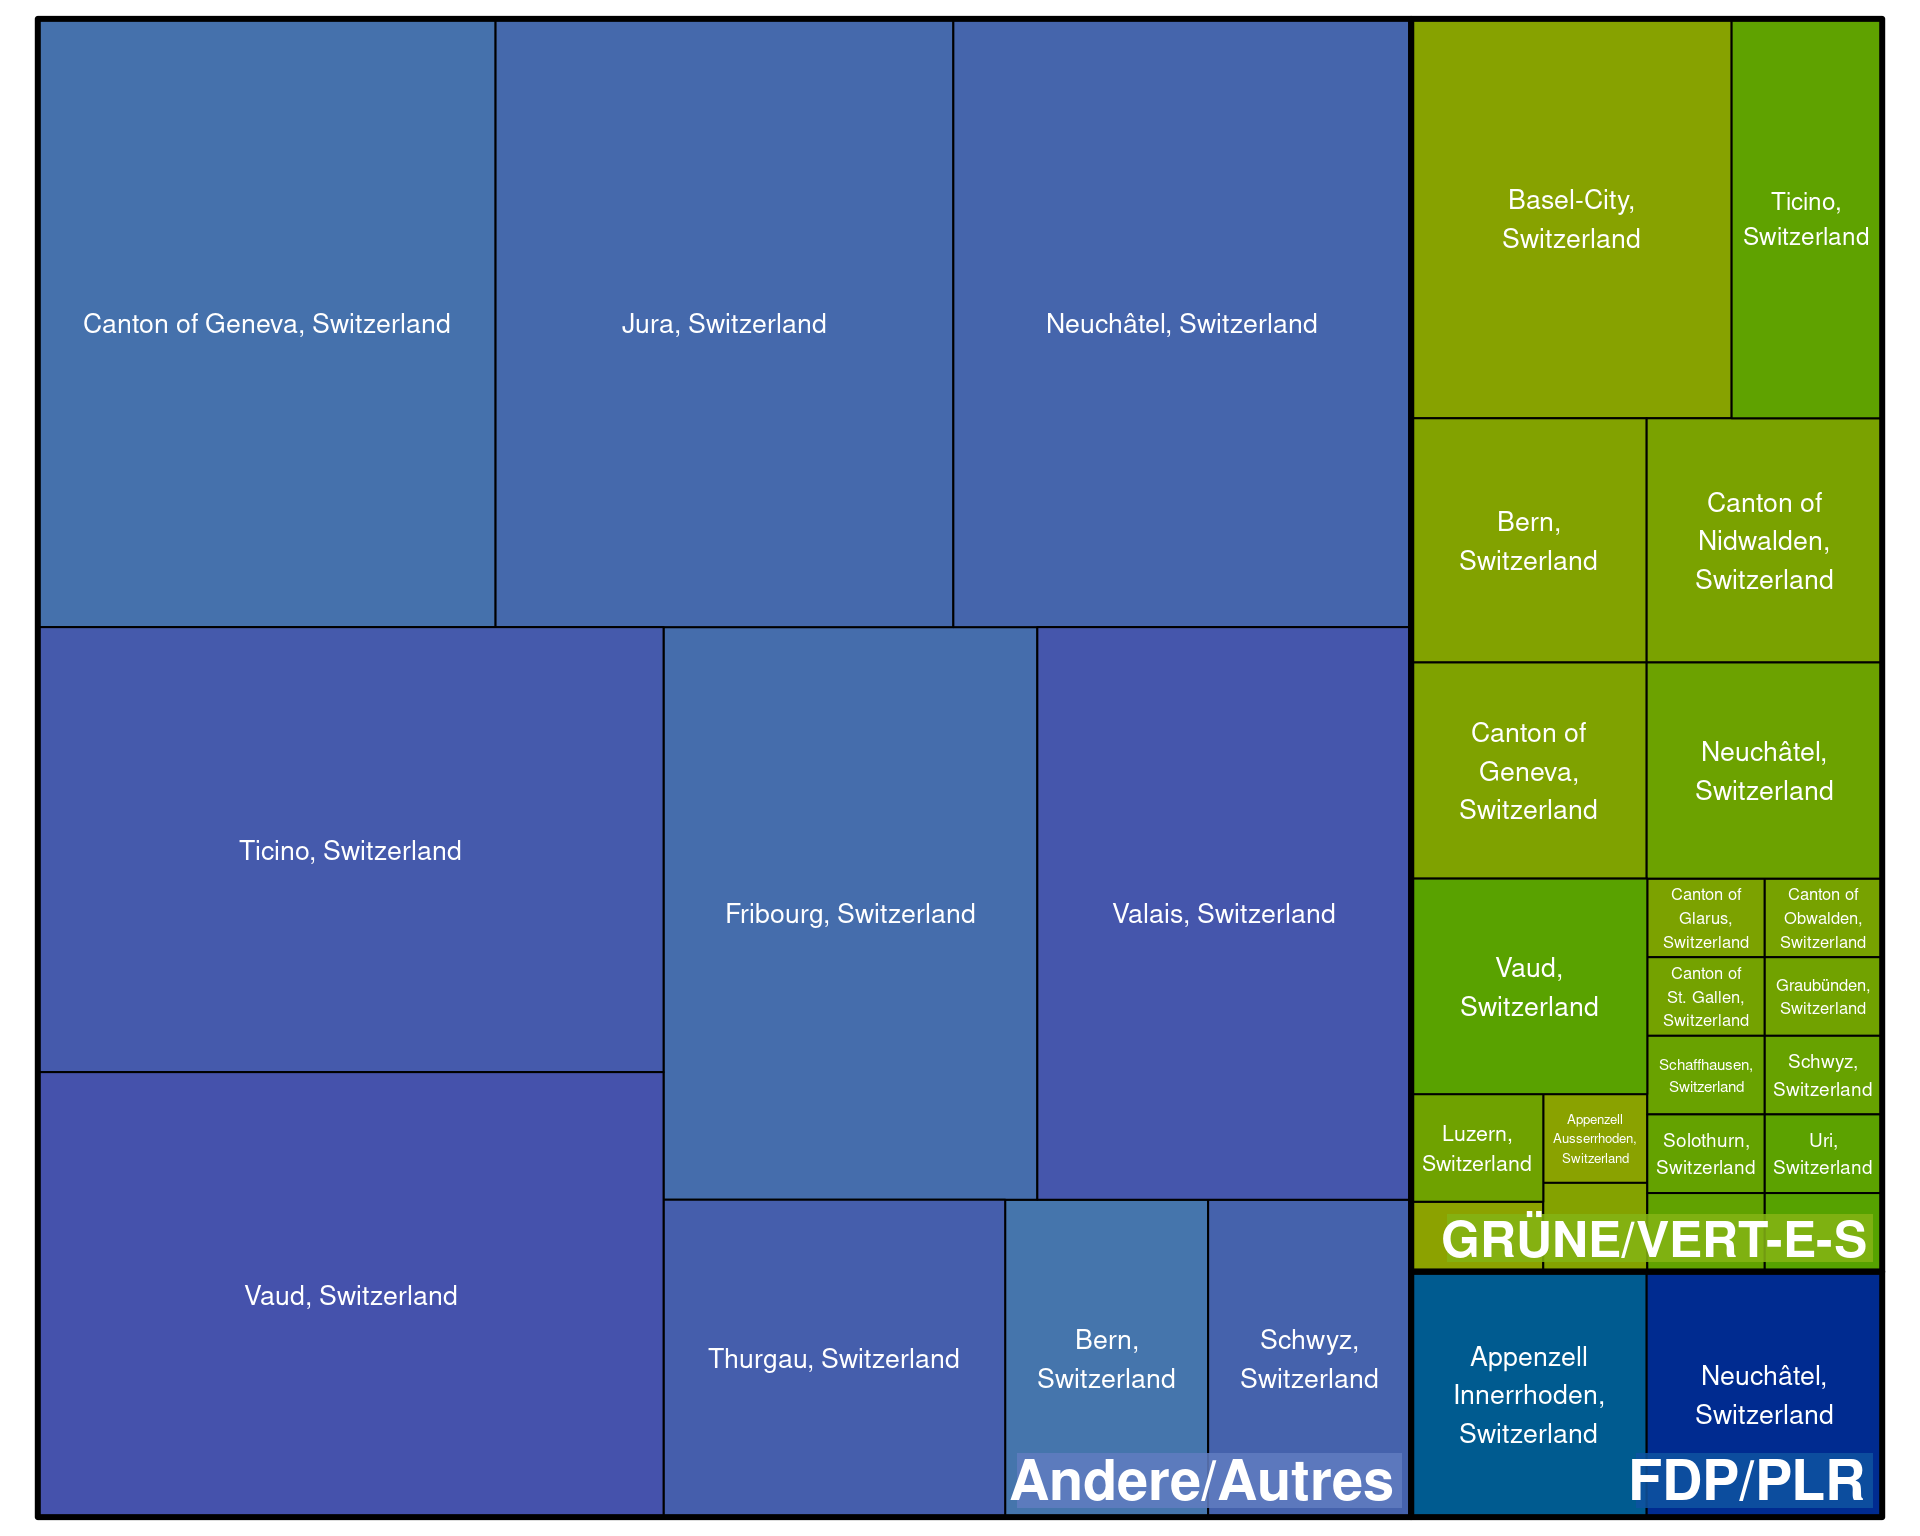 Canton of Geneva, Switzerland
Jura, Switzerland
Neuchâtel, Switzerland
Ticino, Switzerland
Fribourg, Switzerland
Valais, Switzerland
Vaud, Switzerland
Thurgau, Switzerland
Bern,
Switzerland
Schwyz,
Switzerland
Andere/Autres
Basel-City,
Switzerland
Ticino,
Switzerland
Bern,
Switzerland
Canton of
Nidwalden,
Switzerland
Canton of
Geneva,
Switzerland
Neuchâtel,
Switzerland
Vaud,
Switzerland
Canton of
Glarus,
Switzerland
Canton of
Obwalden,
Switzerland
Canton of
St. Gallen,
Switzerland
Graubünden,
Switzerland
Schaffhausen,
Switzerland
Schwyz,
Switzerland
Luzern,
Switzerland
Appenzell
Ausserrhoden,
Switzerland
Solothurn,
Switzerland
Uri,
Switzerland
GRÜNE/VERT-E-S
Appenzell
Innerrhoden,
Switzerland
Neuchâtel,
Switzerland
FDP/PLR